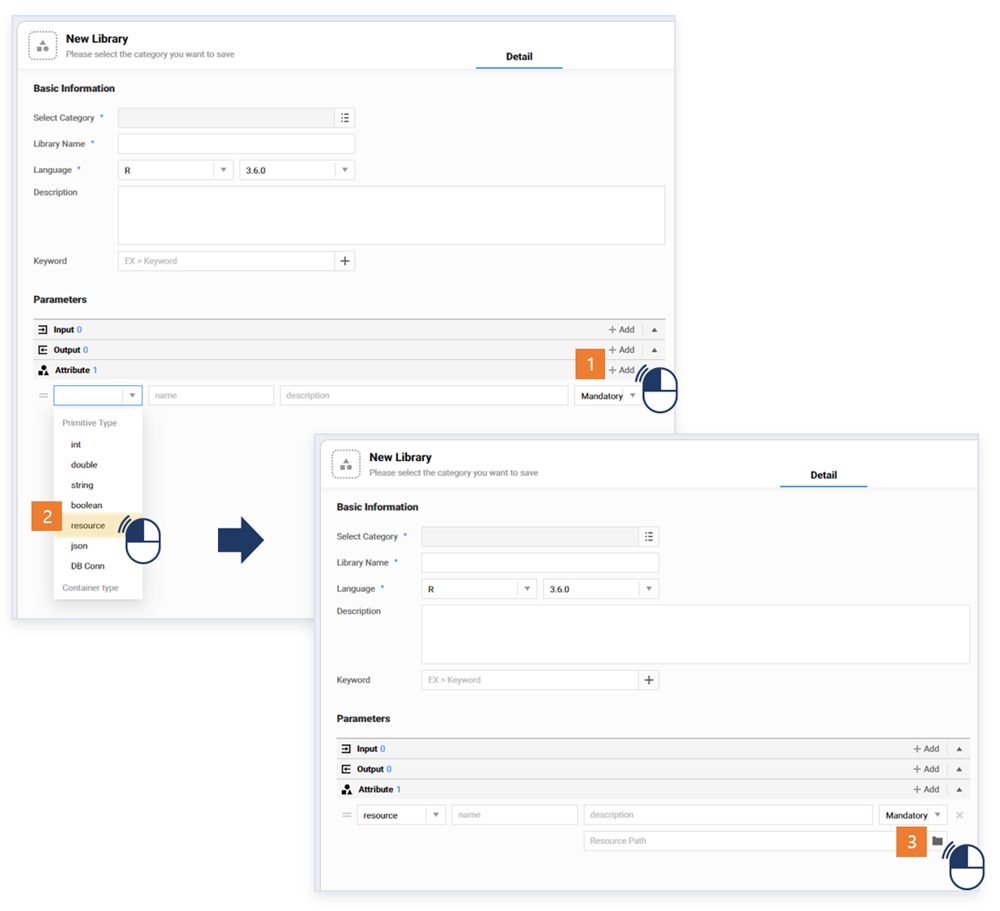 New Library
Please select the category you want to save
Detail
Basic Information
Select Category *
Library Name *
Language * R 3.6.0
Description
Keyword EX > Keyword +
Parameters
Input 0 + Add
Output 0 + Add
Attribute 1 1 + Add
name description Mandatory
Primitive Type
int
double
string
boolean
2 resource
json
DB Conn
Container type
New Library
Please select the category you want to save
Detail
Basic Information
Select Category *
Library Name *
Language * R 3.6.0
Description
Keyword EX > Keyword +
Parameters
Input 0 + Add
Output 0 + Add
Attribute 1 + Add
resource name description Mandatory
Resource Path 3